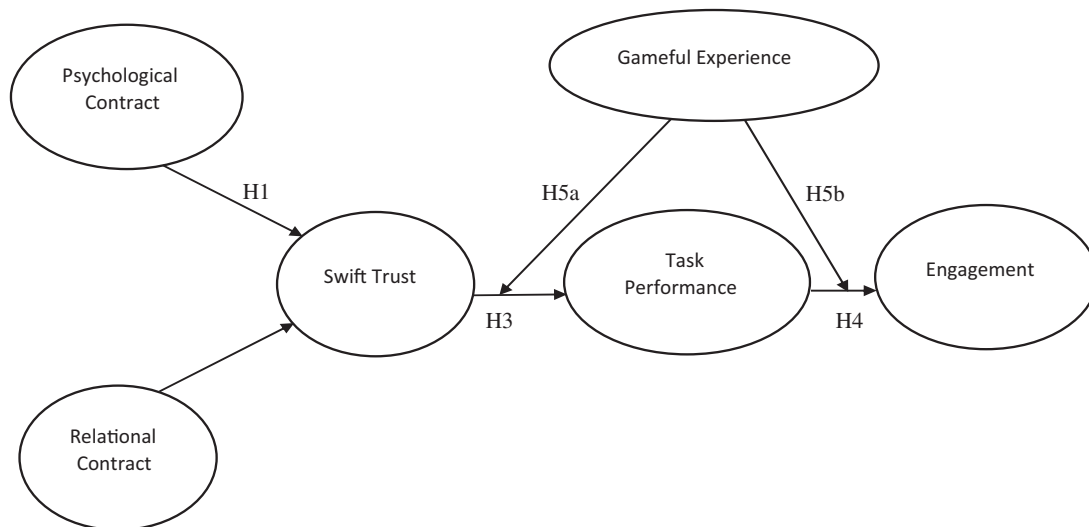 Psychological
Contract
Gameful Experience
H1
H5a
H5b
Swift Trust
Task
Performance
Engagement
H3
H4
Relational
Contract